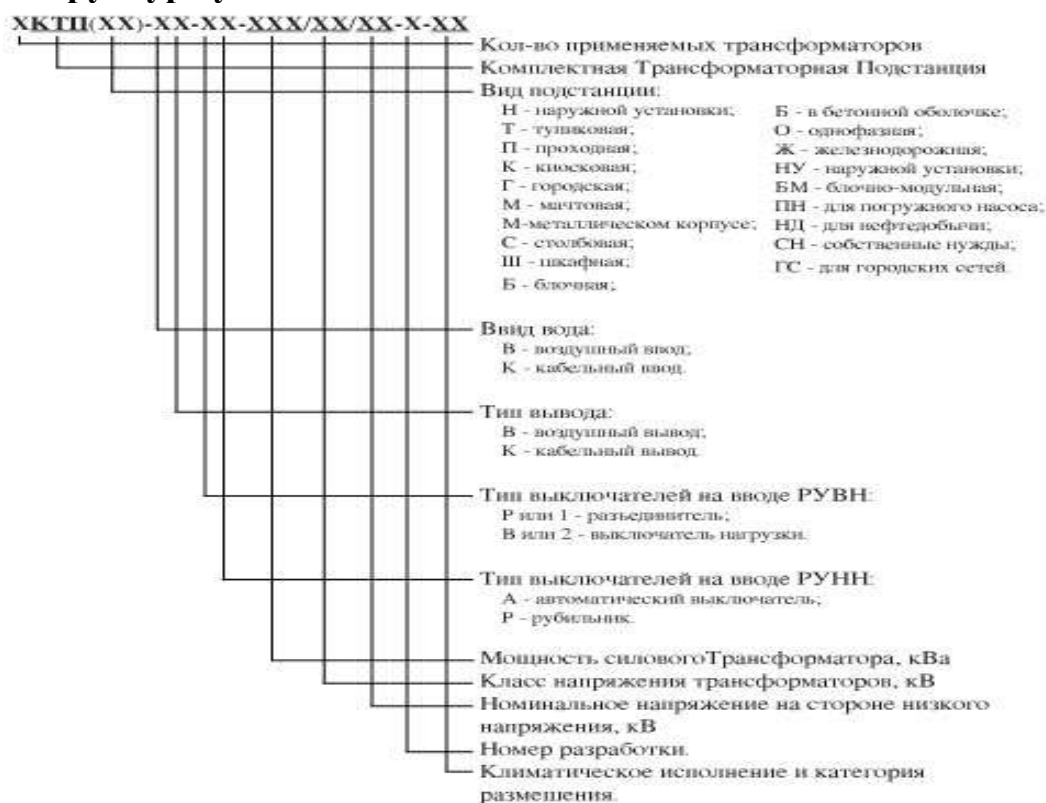 ХКТП(ХХ)-ХХ-ХХ-ХХХ/ХХ/ХХ-Х-ХХ
Кол-во применяемых трансформаторов
Комплектная Трансформаторная Подстанция
Вид подстанции:
Н - наружной установки;
Т - тупиковая;
П - проходная;
К - киосковая;
Г - городская;
М - мачтовая;
М-металлическом корпусе;
С - столбовая;
Ш - шкафная;
Б - блочная;
Б - в бетонной оболочке;
О - однофазная;
Ж - железнодорожная;
НУ - наружной установки;
БМ - блочно-модульная;
ПН - для погружного насоса;
НД - для нефтедобычи;
СН - собственные нужды;
ГС - для городских сетей.
Ввид вода:
В - воздушный ввод;
К - кабельный ввод.
Тип вывода:
В - воздушный вывод;
К - кабельный вывод.
Тип выключателей на вводе РУВН:
Р или 1 - разъединитель;
В или 2 - выключатель нагрузки.
Тип выключателей на вводе РУНН:
А - автоматический выключатель;
Р - рубильник.
Мощность силовогоТрансформатора, кВа
Класс напряжения трансформаторов, кВ
Номинальное напряжение на стороне низкого
напряжения, кВ
Номер разработки.
Климатическое исполнение и категория
размешения.